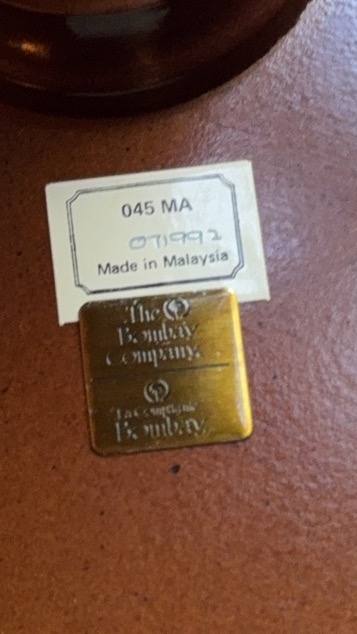 045 MA
071992
Made in Malaysia
The
Bombay
Company.
La Compagnie
Bombay.